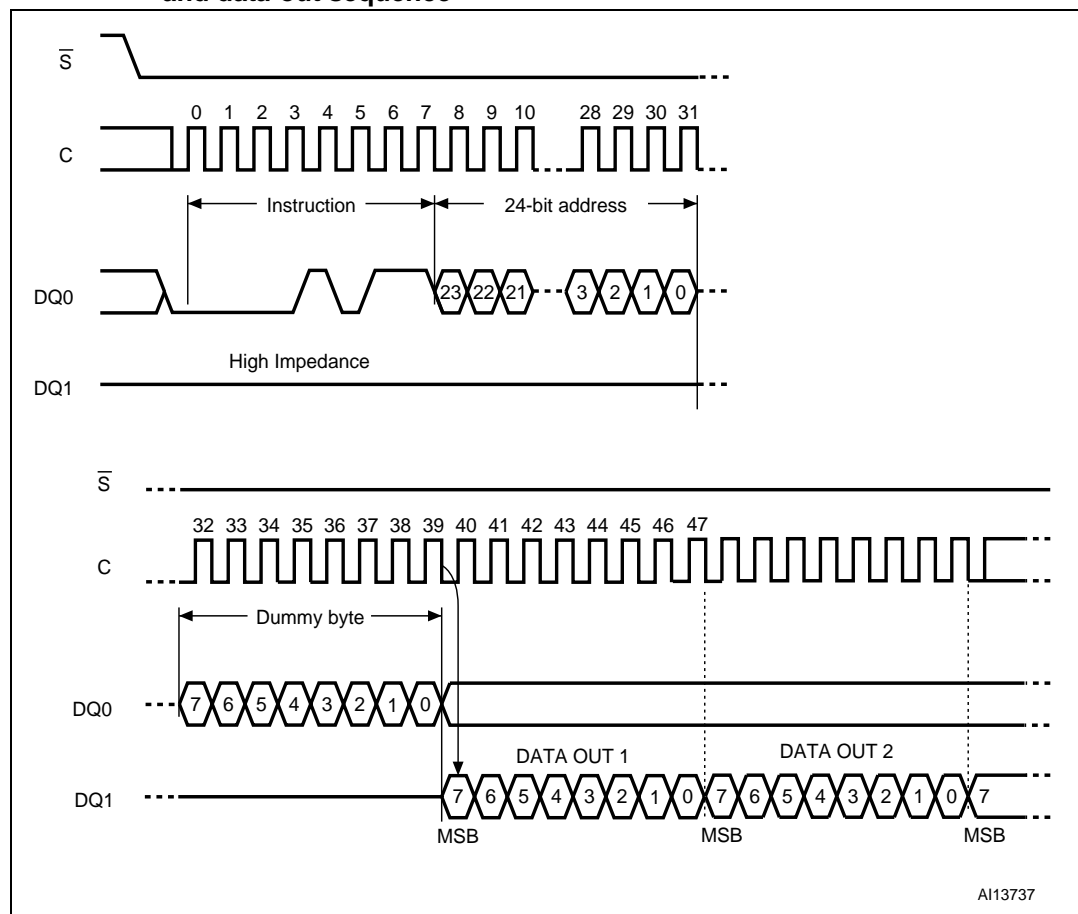 and data-out sequence
S
0 1 2 3 4 5 6 7 8 9 10 28 29 30 31
C
Instruction 24-bit address
DQ0 23 22 21 3 2 1 0
High Impedance
DQ1
S
32 33 34 35 36 37 38 39 40 41 42 43 44 45 46 47
C
Dummy byte
DQ0 7 6 5 4 3 2 1 0
DATA OUT 1 DATA OUT 2
DQ1 7 6 5 4 3 2 1 0 7 6 5 4 3 2 1 0 7
MSB MSB MSB
AI13737